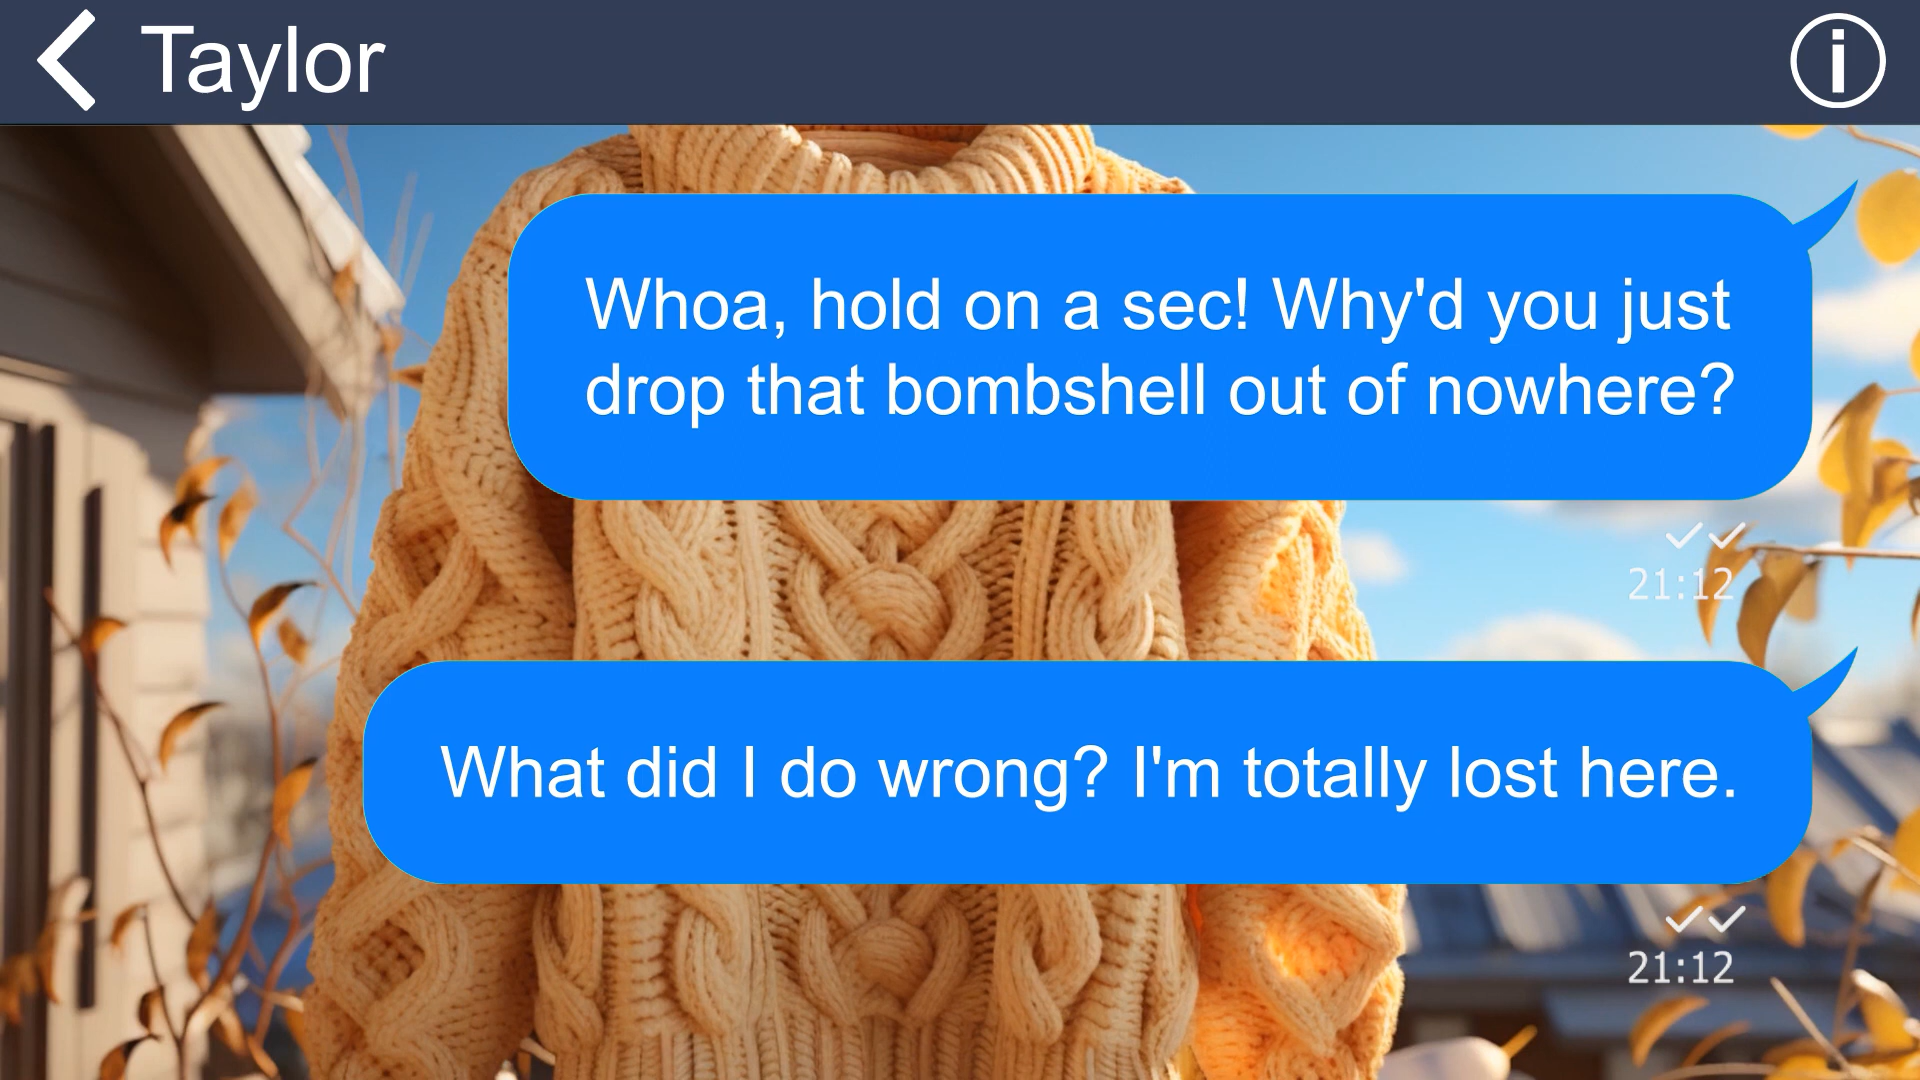 Taylor
Whoa, hold on a sec! Why'd you just
drop that bombshell out of nowhere?
21:12
What did I do wrong? I'm totally lost here.
21:12